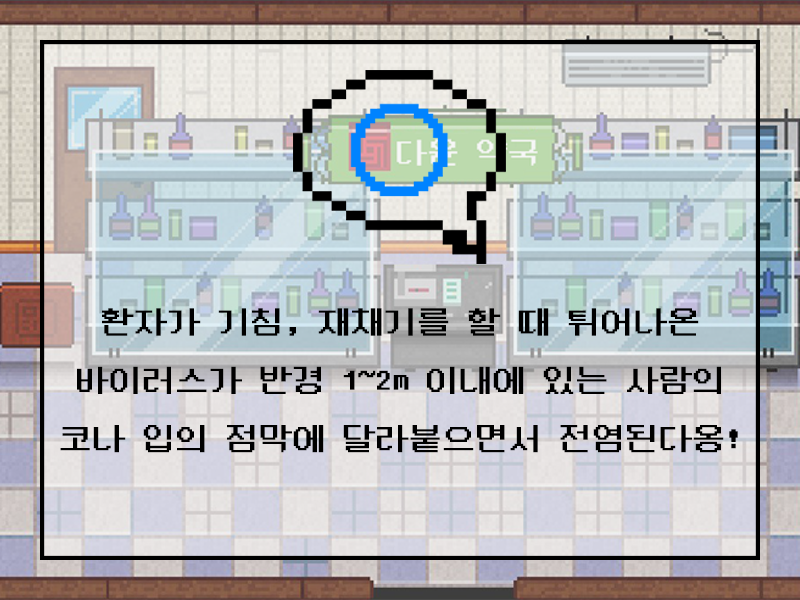 다운 약국
환자가 기침, 재채기를 할 때 튀어나온
바이러스가 반경 1~2m 이내에 있는 사람의
코나 입의 점막에 달라붙으면서 전염된다용!